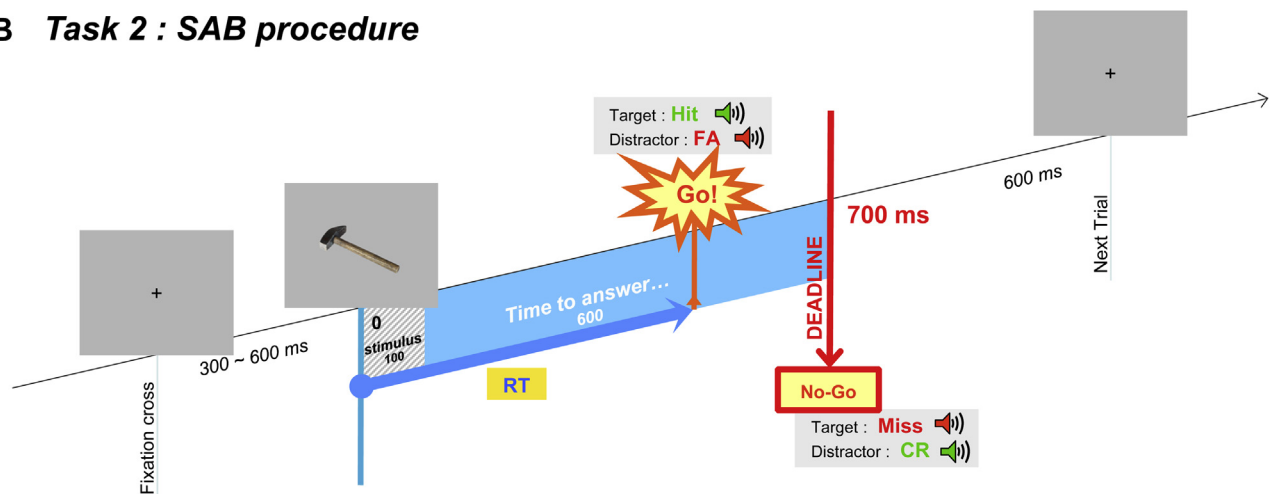 B Task 2 : SAB procedure
Target : Hit
Distractor : FA
Go!
700 ms
600 ms
Next Trial
DEADLINE
Time to answer...
600
0
stimulus
100
300 ~ 600 ms
RT
No-Go
Target : Miss
Distractor : CR
Fixation cross